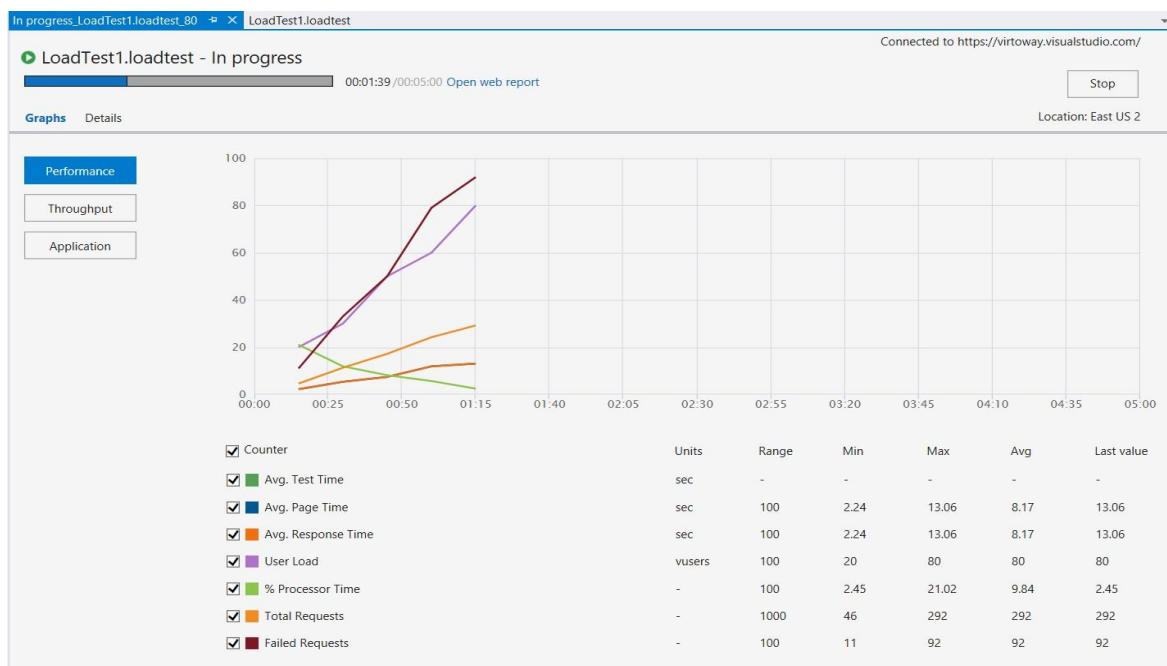 In progress_LoadTest1.loadtest_80 LoadTest1.loadtest
Connected to https://virtoway.visualstudio.com/
LoadTest1.loadtest - In progress
00:01:39/00:05:00 Open web report
Stop
Graphs Details
Location: East US 2
Performance
Throughput
Application
100
80
60
40
20
0
00:00 00:25 00:50 01:15 01:40 02:05 02:30 02:55 03:20 03:45 04:10 04:35 05:00
Counter Units Range Min Max Avg Last value
Avg. Test Time sec - - - - -
Avg. Page Time sec 100 2.24 13.06 8.17 13.06
Avg. Response Time sec 100 2.24 13.06 8.17 13.06
User Load vusers 100 20 80 80 80
% Processor Time - 100 2.45 21.02 9.84 2.45
Total Requests - 1000 46 292 292 292
Failed Requests - 100 11 92 92 92